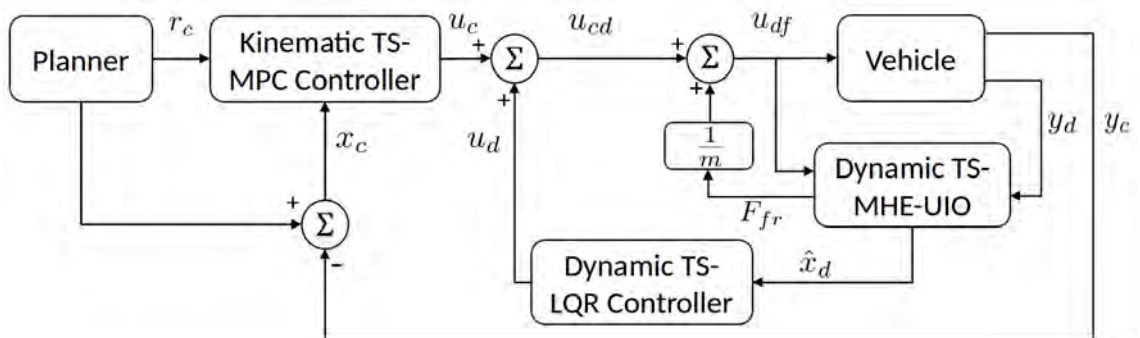 Planner
r_c
Kinematic TS-
MPC Controller
u_c
+
Σ
+
u_cd
+
Σ
+
u_df
Vehicle
y_d
y_c
x_c
u_d
1
m
Dynamic TS-
MHE-UIO
F_fr
+
Σ
-
Dynamic TS-
LQR Controller
x̂_d